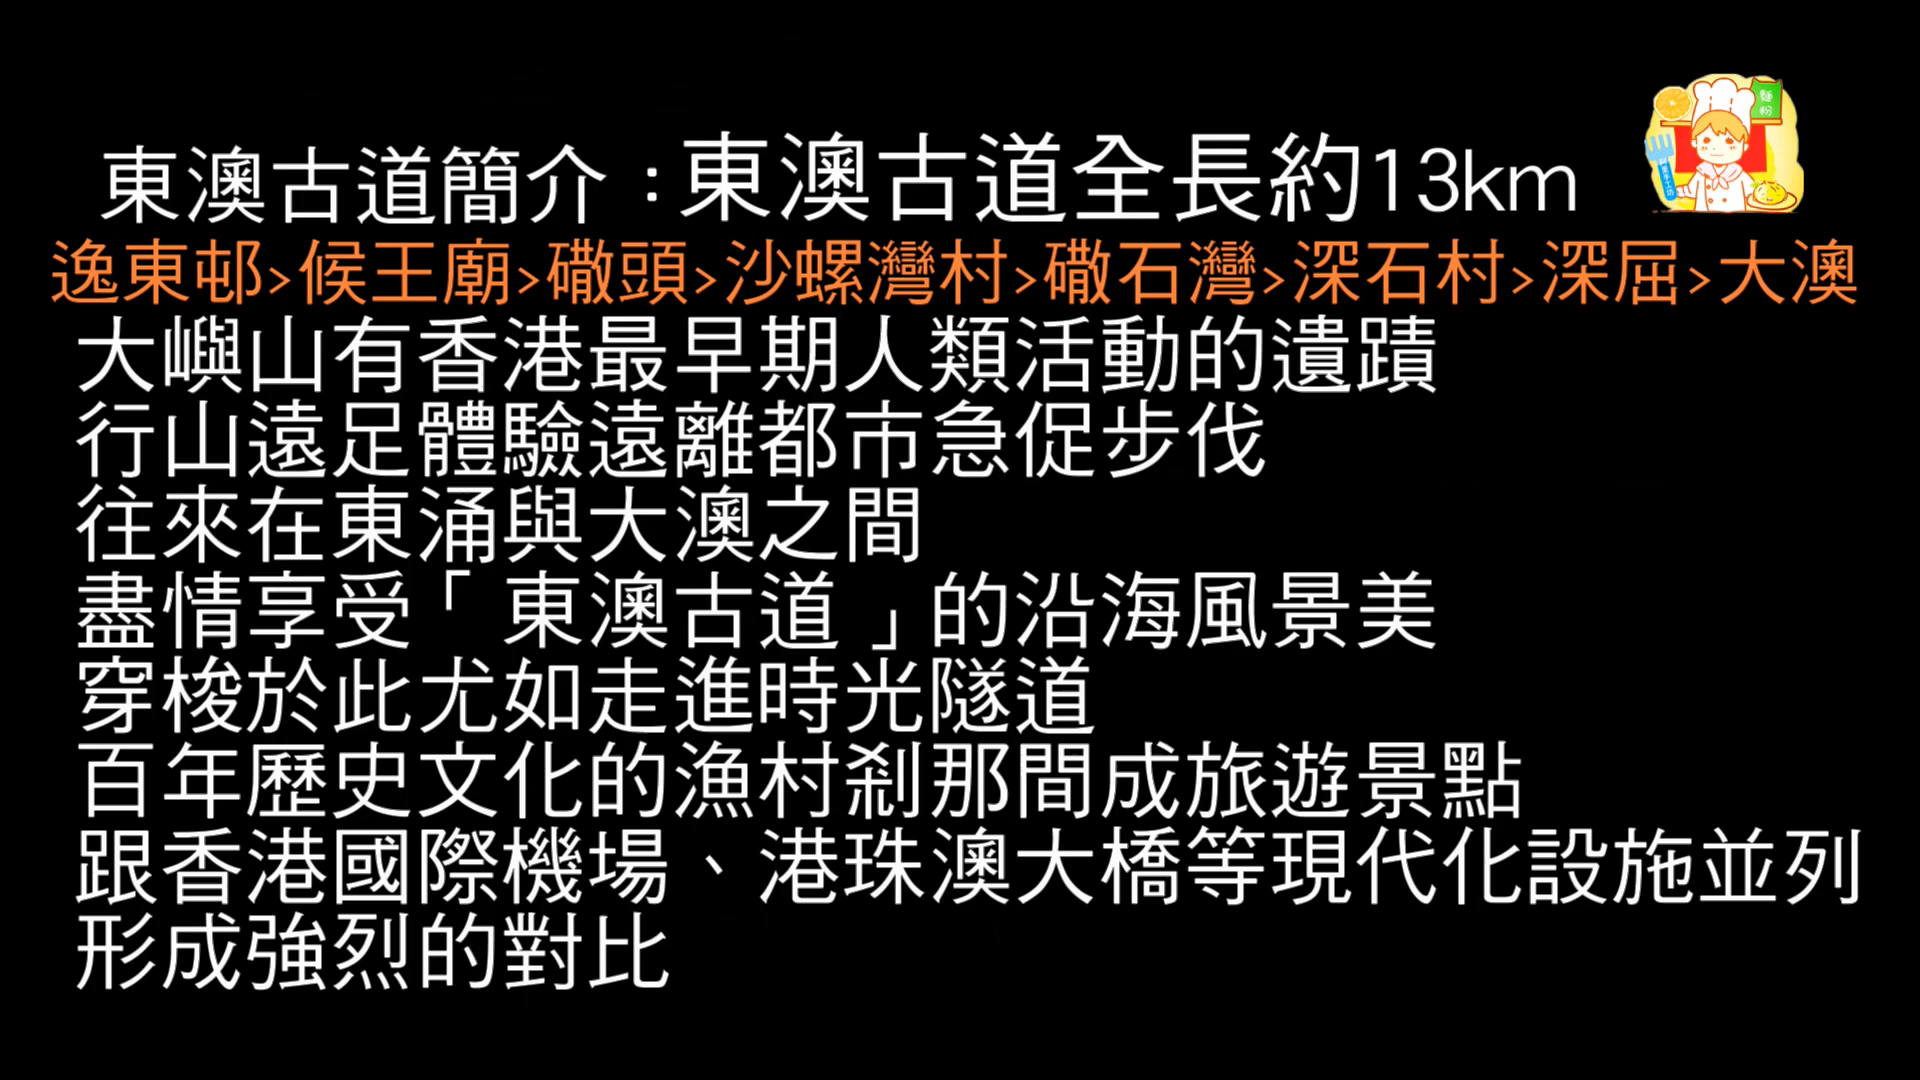 東澳古道簡介：東澳古道全長約13km
逸東邨>候王廟>䃟頭>沙螺灣村>䃟石灣>深石村>深屈>大澳
大嶼山有香港最早期人類活動的遺蹟
行山遠足體驗遠離都市急促步伐
往來在東涌與大澳之間
盡情享受「東澳古道」的沿海風景美
穿梭於此尤如走進時光隧道
百年歷史文化的漁村剎那間成旅遊景點
跟香港國際機場、港珠澳大橋等現代化設施並列
形成強烈的對比
麵粉